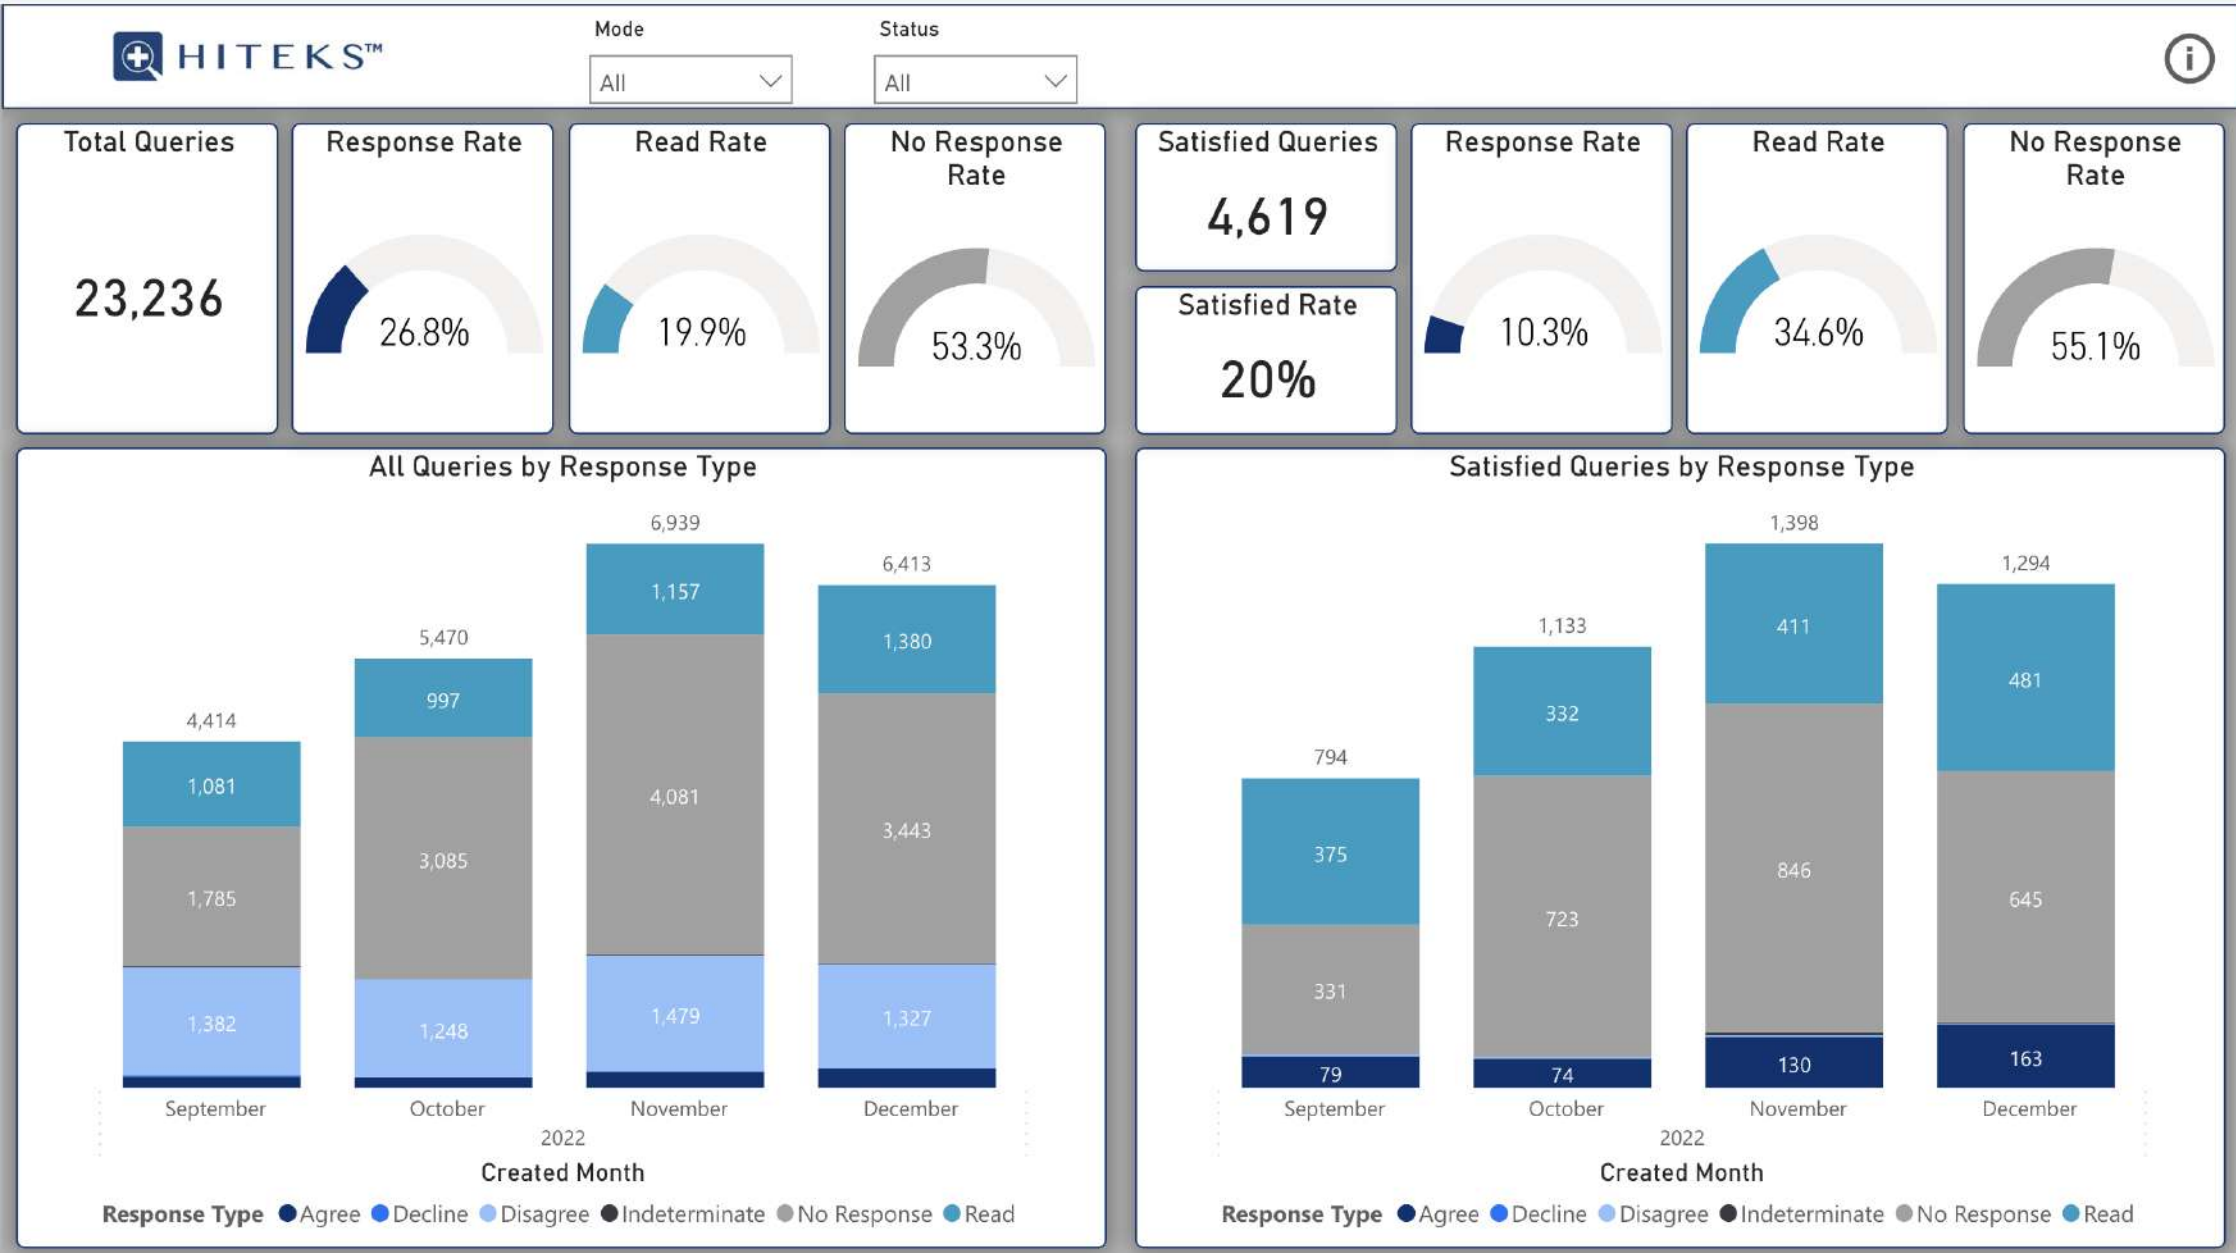 HITEKS™
Mode
All
Status
All
i
Total Queries
23,236
Response Rate
26.8%
Read Rate
19.9%
No Response
Rate
53.3%
Satisfied Queries
4,619
Satisfied Rate
20%
Response Rate
10.3%
Read Rate
34.6%
No Response
Rate
55.1%
All Queries by Response Type
4,414
1,081
1,785
1,382
5,470
997
3,085
1,248
6,939
1,157
4,081
1,479
6,413
1,380
3,443
1,327
September October November December
2022
Created Month
Response Type Agree Decline Disagree Indeterminate No Response Read
Satisfied Queries by Response Type
794
375
331
79
1,133
332
723
74
1,398
411
846
130
1,294
481
645
163
September October November December
2022
Created Month
Response Type Agree Decline Disagree Indeterminate No Response Read